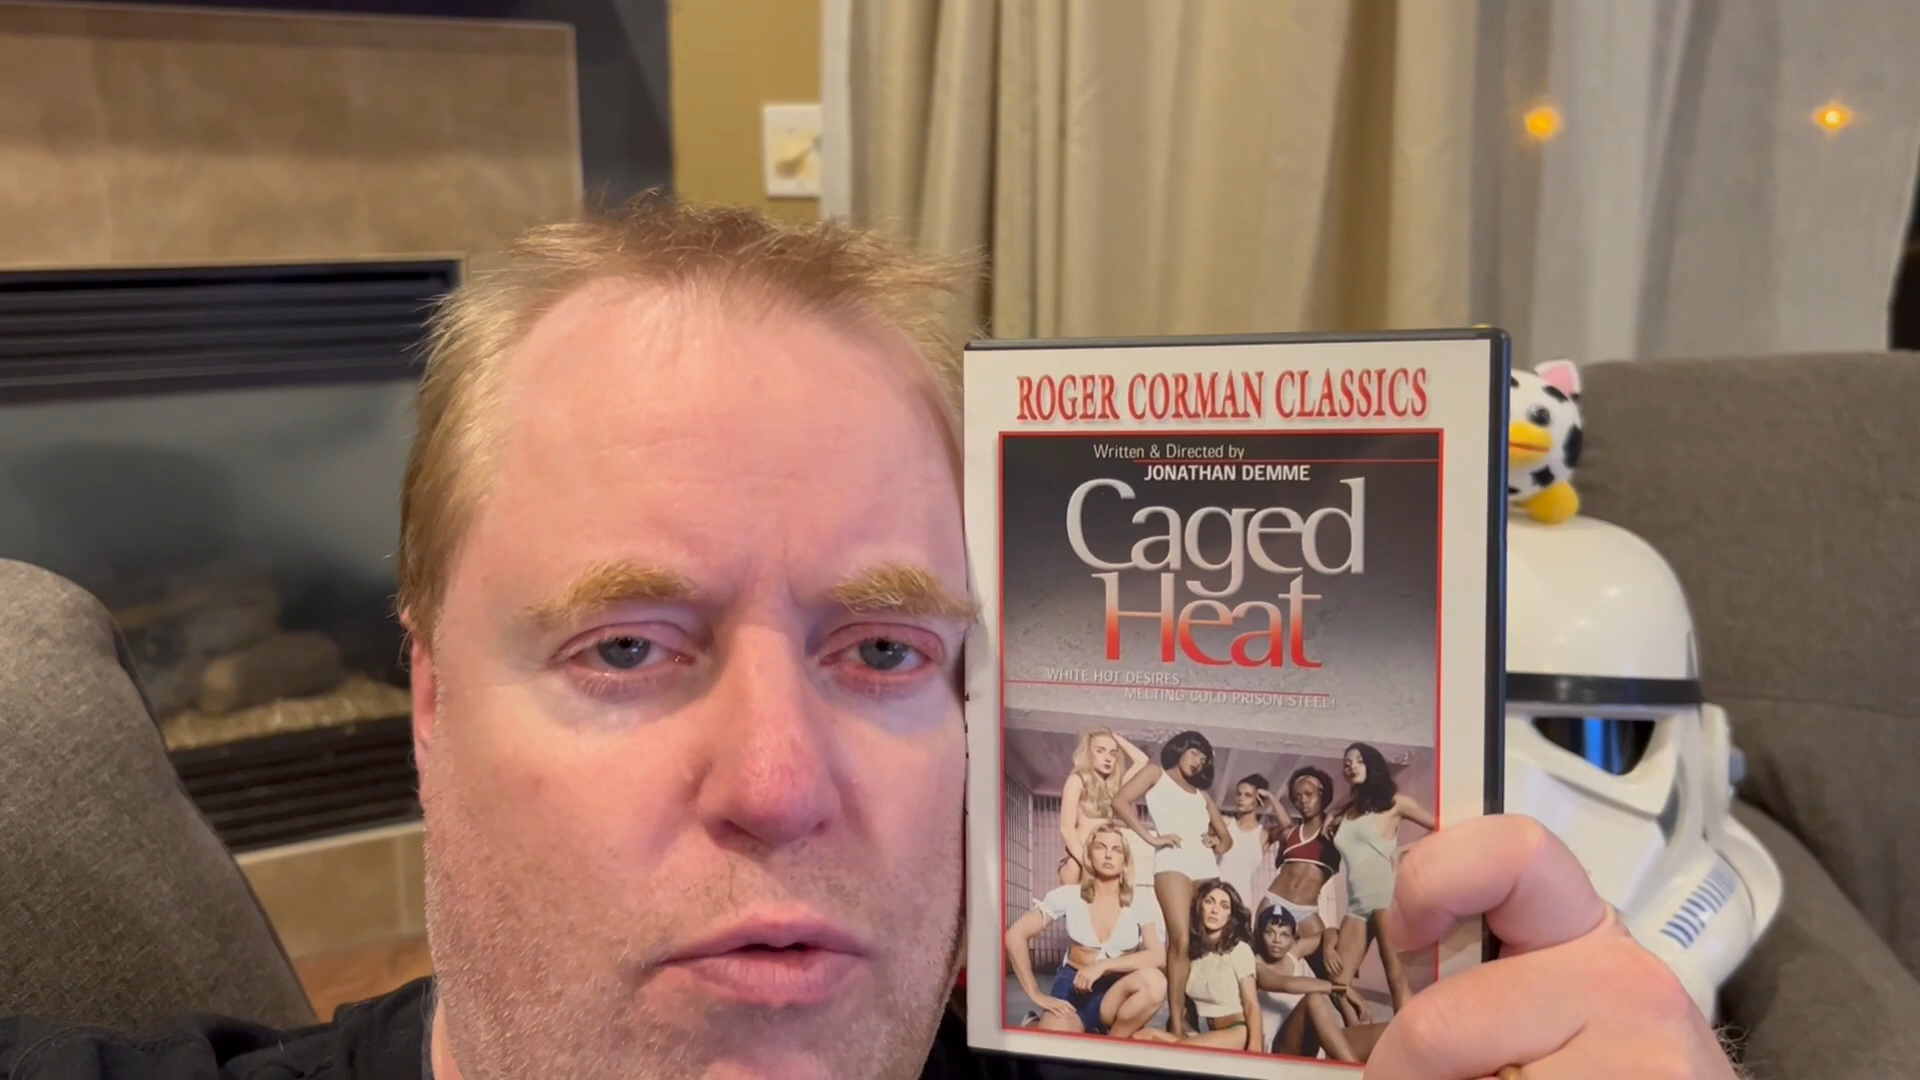 ROGER CORMAN CLASSICS
Written & Directed by
JONATHAN DEMME
Caged
Heat
WHITE HOT DESIRES
MELTING COLD PRISON STEEL!